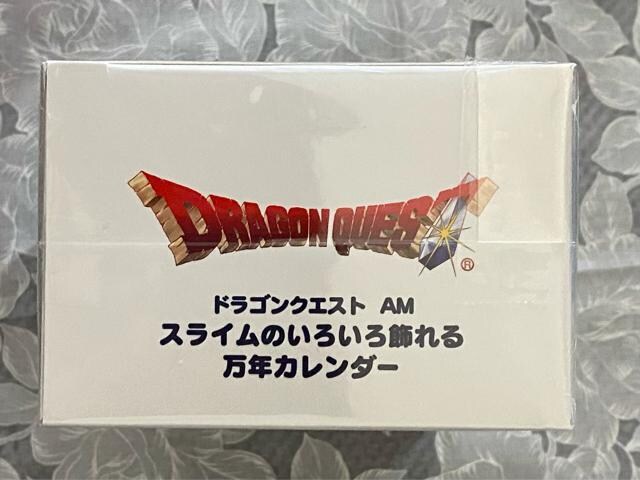 DRAGON QUEST
®
ドラゴンクエスト AM
スライムのいろいろ飾れる
万年カレンダー